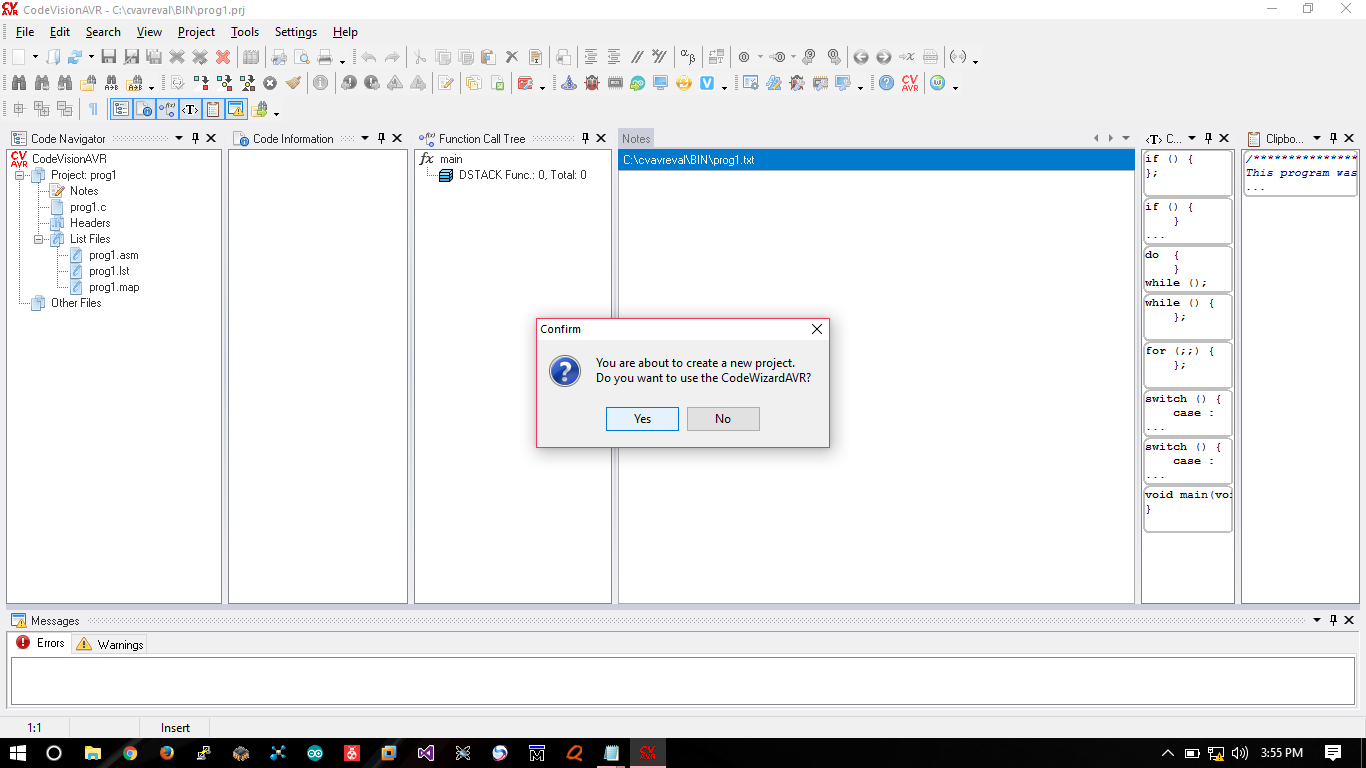 CodeVisionAVR - C:\cvavreval\BIN\prog1.prj
File Edit Search View Project Tools Settings Help
Code Navigator
Code Information
Function Call Tree
Notes
C...
Clipbo...
CodeVisionAVR
Project: prog1
Notes
prog1.c
Headers
List Files
prog1.asm
prog1.lst
prog1.map
Other Files
main
DSTACK Func.: 0, Total: 0
C:\cvavreval\BIN\prog1.txt
Confirm
You are about to create a new project.
Do you want to use the CodeWizardAVR?
Yes No
if () {
};
if () {
}
...
do {
}
while ();
while () {
};
for (;;) {
};
switch () {
case :
...
switch () {
case :
...
void main(voi
}
/***************
This program was
...
Messages
Errors Warnings
1:1 Insert
3:55 PM